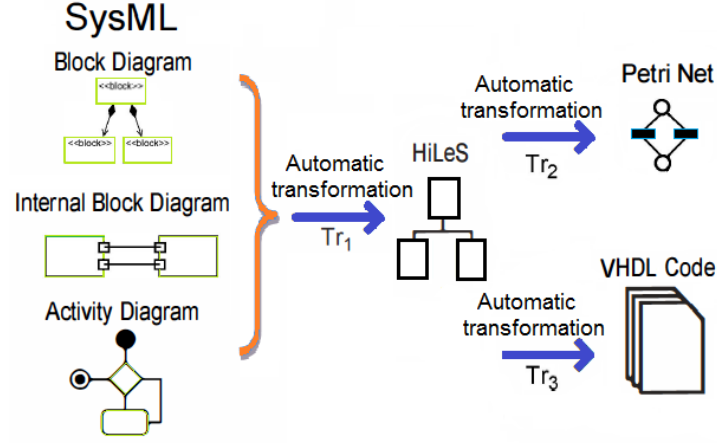 SysML
Block Diagram
<<block>>
<<block>>
<<block>>
Internal Block Diagram
Activity Diagram
Automatic
transformation
Tr1
HiLeS
Automatic
transformation
Tr2
Petri Net
Automatic
transformation
Tr3
VHDL Code